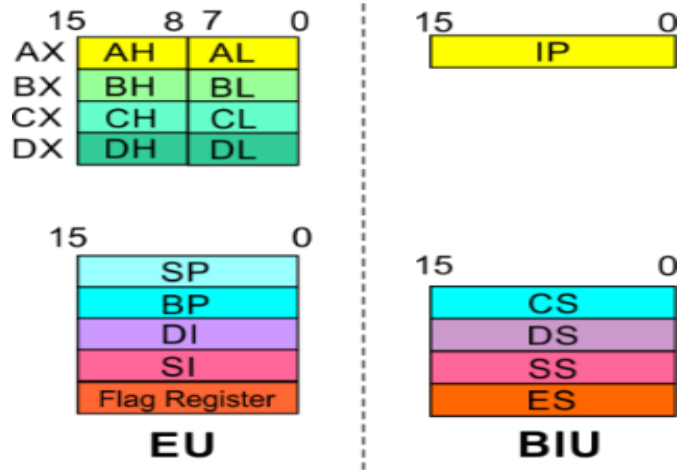 15 8 7 0
AX AH AL
BX BH BL
CX CH CL
DX DH DL
15 0
SP
BP
DI
SI
Flag Register
EU
15 0
IP
15 0
CS
DS
SS
ES
BIU